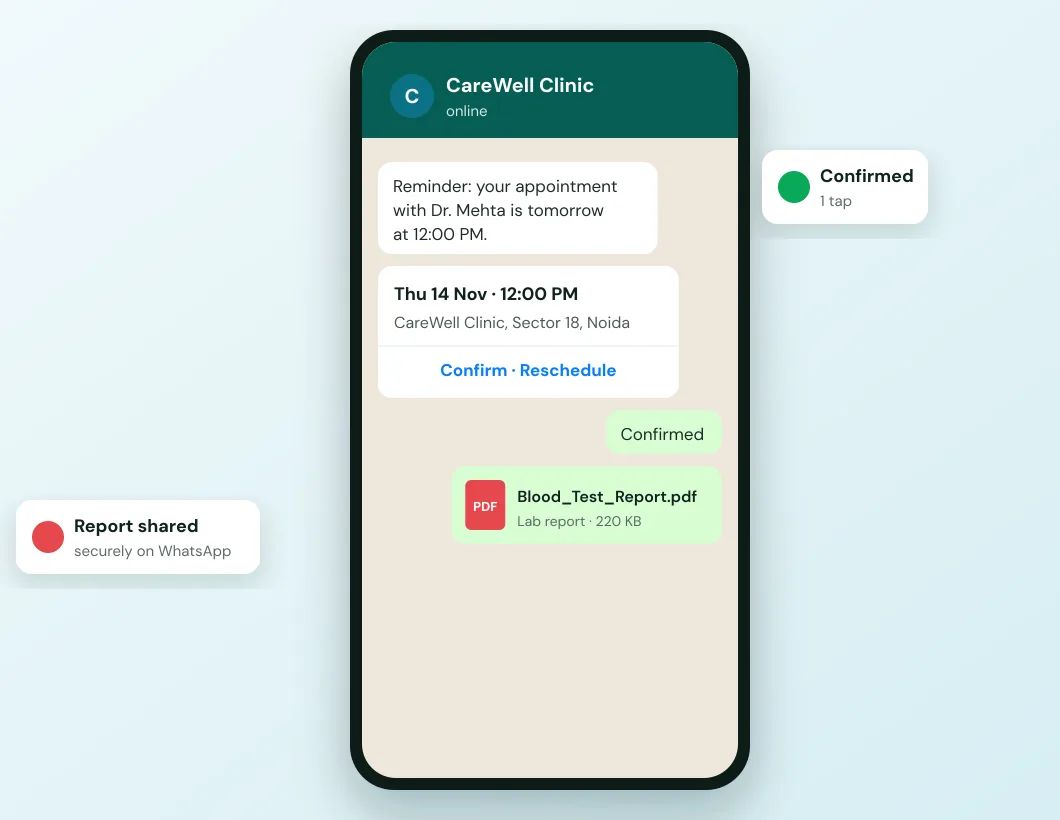 C
CareWell Clinic
online
Reminder: your appointment
with Dr. Mehta is tomorrow
at 12:00 PM.
Thu 14 Nov · 12:00 PM
CareWell Clinic, Sector 18, Noida
Confirm · Reschedule
Confirmed
PDF
Blood_Test_Report.pdf
Lab report · 220 KB
Confirmed
1 tap
Report shared
securely on WhatsApp